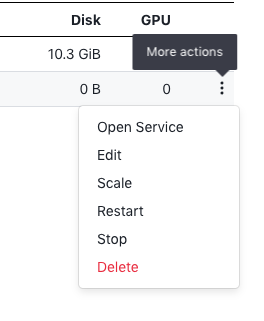 Disk GPU
10.3 GiB
More actions
0 B 0
Open Service
Edit
Scale
Restart
Stop
Delete